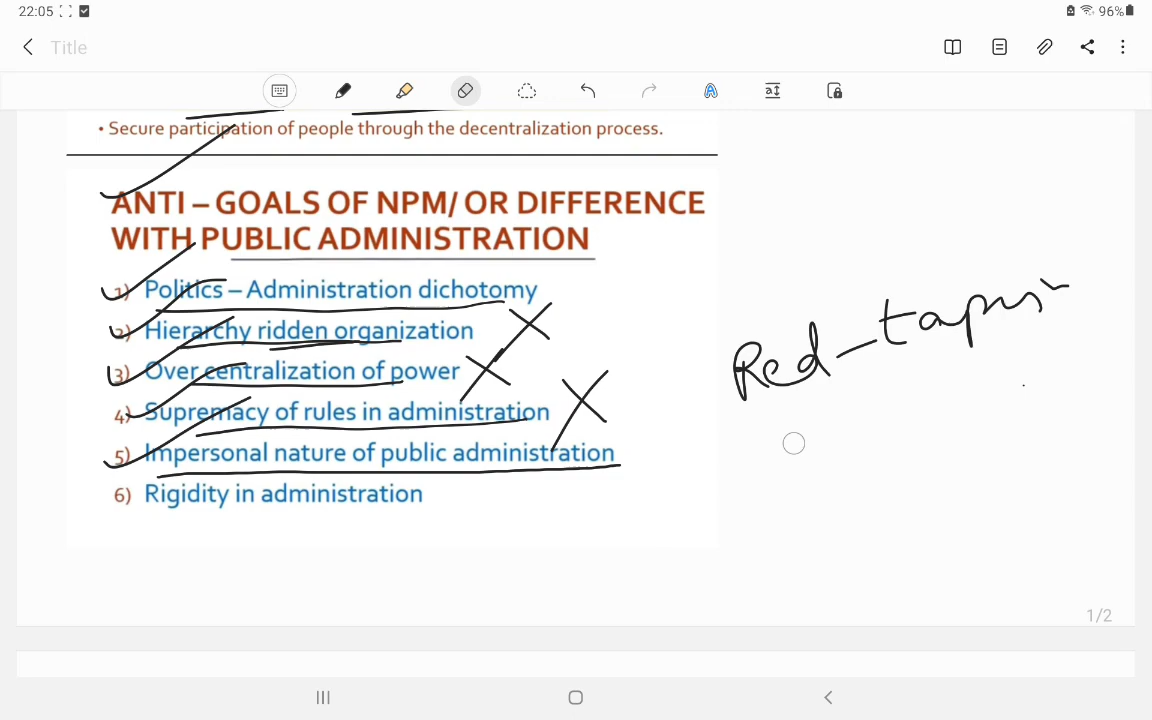 22:05
96%
Title
• Secure participation of people through the decentralization process.
ANTI – GOALS OF NPM/ OR DIFFERENCE
WITH PUBLIC ADMINISTRATION
1) Politics – Administration dichotomy
2) Hierarchy ridden organization
3) Over centralization of power
4) Supremacy of rules in administration
5) Impersonal nature of public administration
6) Rigidity in administration
Red-tapis
1/2